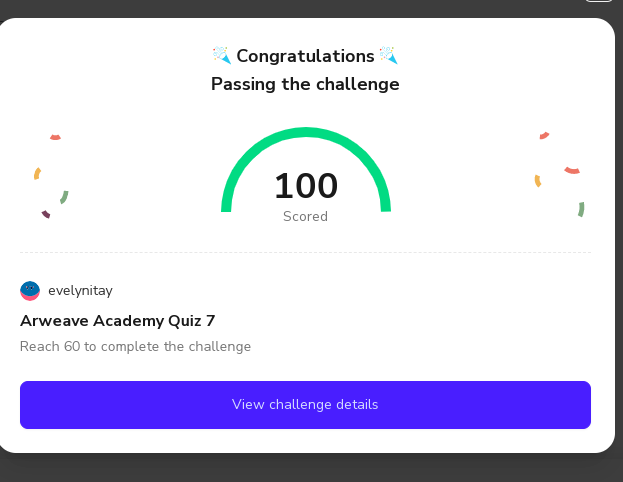 Congratulations
Passing the challenge
100
Scored
evelynitay
Arweave Academy Quiz 7
Reach 60 to complete the challenge
View challenge details